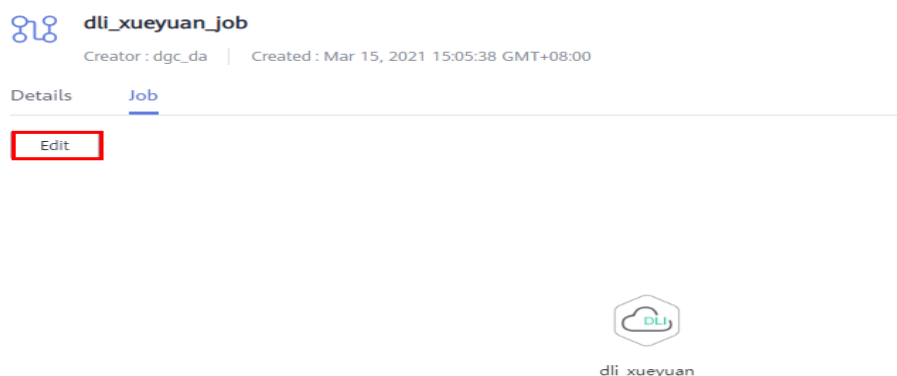 dli_xueyuan_job
Creator : dgc_da | Created : Mar 15, 2021 15:05:38 GMT+08:00
Details Job
Edit
DLI
dli_xueyuan